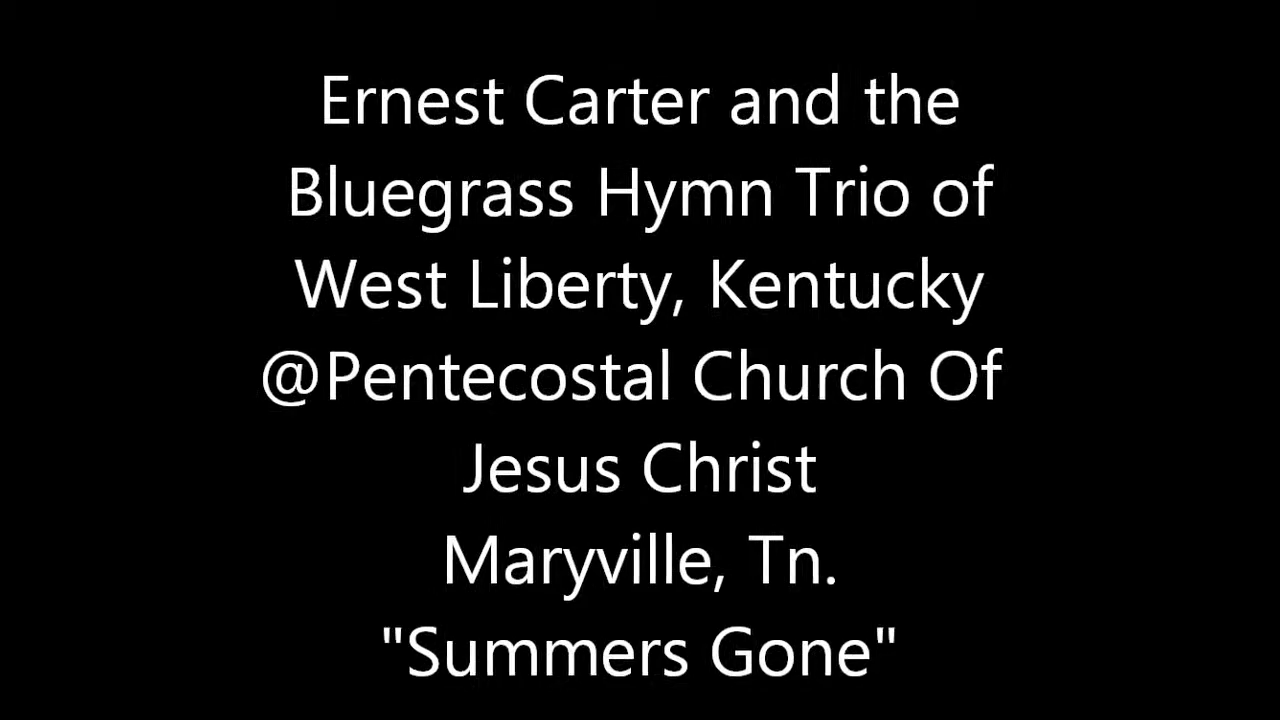 Ernest Carter and the
Bluegrass Hymn Trio of
West Liberty, Kentucky
@Pentecostal Church Of
Jesus Christ
Maryville, Tn.
"Summers Gone"